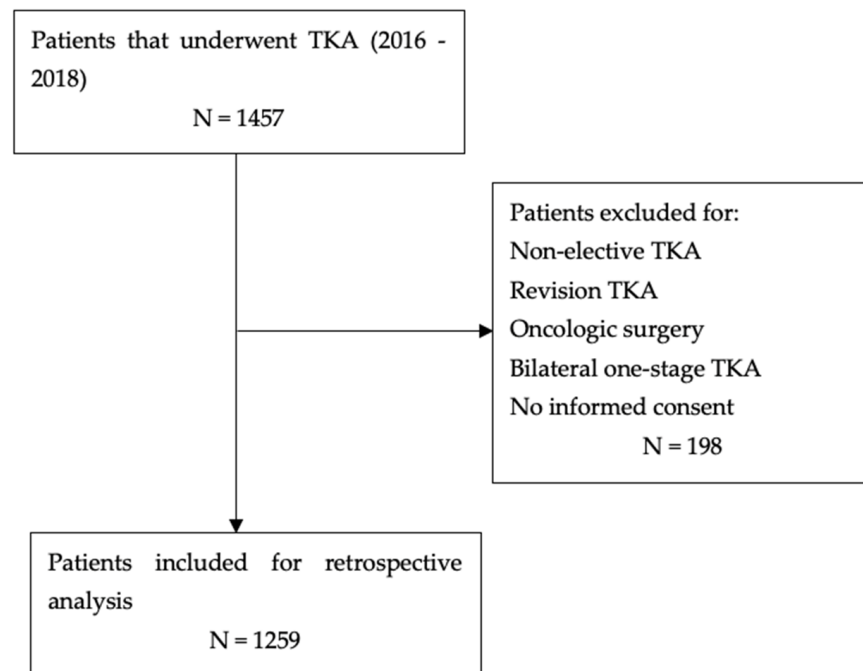 Patients that underwent TKA (2016 -
2018)
N = 1457
Patients excluded for:
Non-elective TKA
Revision TKA
Oncologic surgery
Bilateral one-stage TKA
No informed consent
N = 198
Patients included for retrospective
analysis
N = 1259